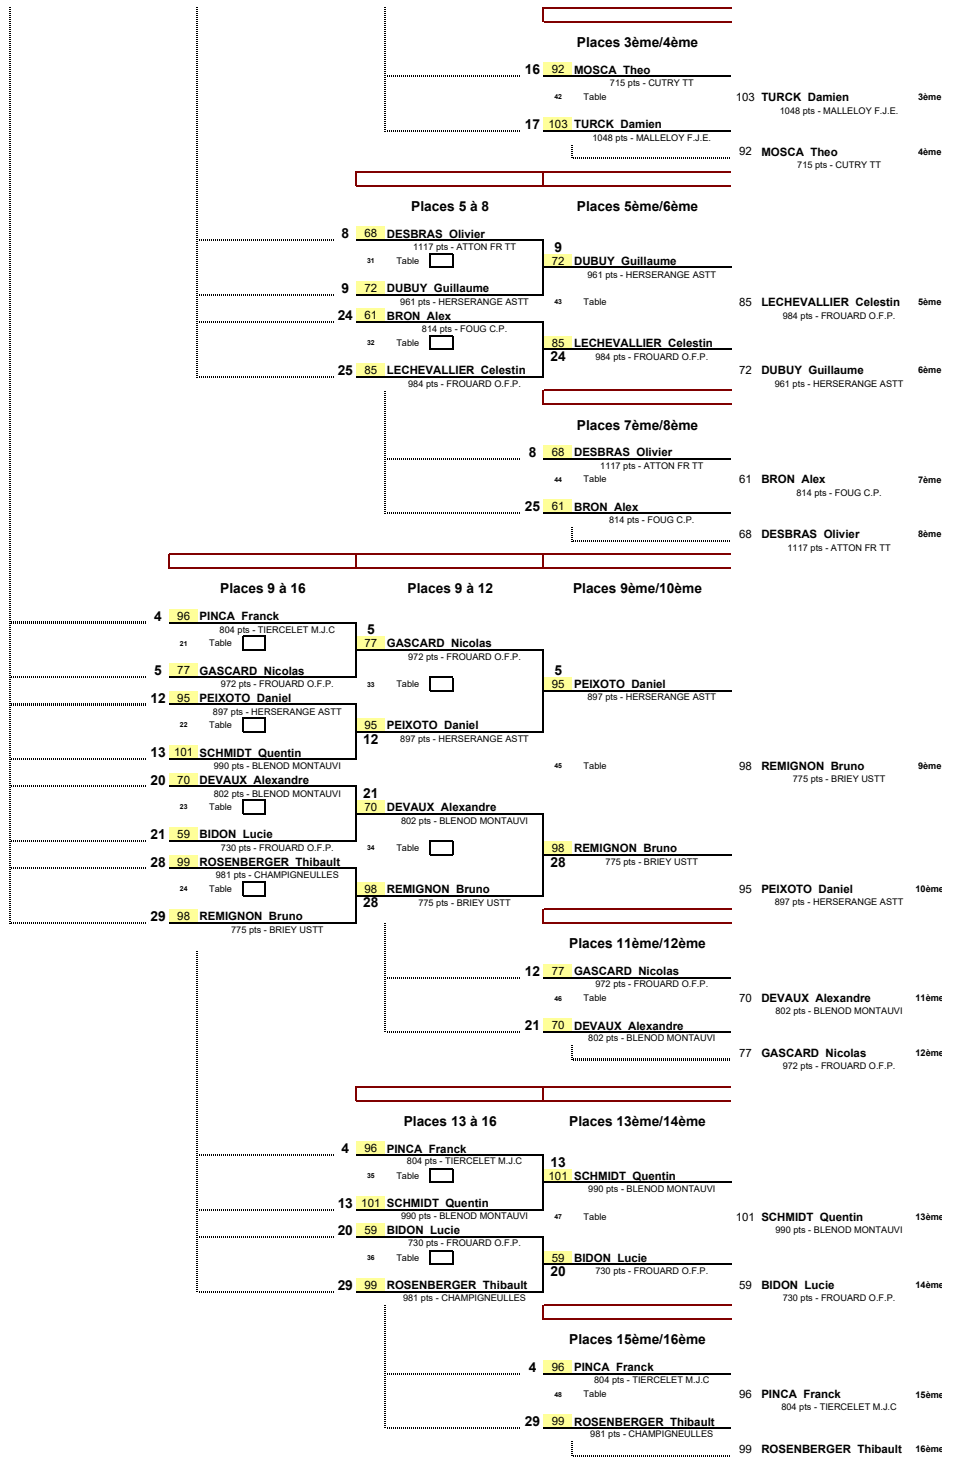 Places 3ème/4ème
16 92 MOSCA Theo
715 pts - CUTRY TT
42 Table 103 TURCK Damien 3ème
1048 pts - MALLELOY F.J.E.
17 103 TURCK Damien
1048 pts - MALLELOY F.J.E.
92 MOSCA Theo 4ème
715 pts - CUTRY TT
Places 5 à 8 Places 5ème/6ème
8 68 DESBRAS Olivier
1117 pts - ATTON FR TT 9
31 Table 72 DUBUY Guillaume
961 pts - HERSERANGE ASTT
9 72 DUBUY Guillaume
961 pts - HERSERANGE ASTT 43 Table 85 LECHEVALLIER Celestin 5ème
24 61 BRON Alex 984 pts - FROUARD O.F.P.
814 pts - FOUG C.P.
32 Table 85 LECHEVALLIER Celestin
24 984 pts - FROUARD O.F.P.
25 85 LECHEVALLIER Celestin 72 DUBUY Guillaume 6ème
984 pts - FROUARD O.F.P. 961 pts - HERSERANGE ASTT
Places 7ème/8ème
8 68 DESBRAS Olivier
1117 pts - ATTON FR TT
44 Table 61 BRON Alex 7ème
814 pts - FOUG C.P.
25 61 BRON Alex
814 pts - FOUG C.P.
68 DESBRAS Olivier 8ème
1117 pts - ATTON FR TT
Places 9 à 16 Places 9 à 12 Places 9ème/10ème
4 96 PINCA Franck
804 pts - TIERCELET M.J.C 5
21 Table 77 GASCARD Nicolas
972 pts - FROUARD O.F.P.
5 77 GASCARD Nicolas 5
972 pts - FROUARD O.F.P. 33 Table 95 PEIXOTO Daniel
12 95 PEIXOTO Daniel 897 pts - HERSERANGE ASTT
897 pts - HERSERANGE ASTT
22 Table 95 PEIXOTO Daniel
12 897 pts - HERSERANGE ASTT
13 101 SCHMIDT Quentin
990 pts - BLENOD MONTAUVI 45 Table 98 REMIGNON Bruno 9ème
20 70 DEVAUX Alexandre 775 pts - BRIEY USTT
802 pts - BLENOD MONTAUVI 21
23 Table 70 DEVAUX Alexandre
802 pts - BLENOD MONTAUVI
21 59 BIDON Lucie
730 pts - FROUARD O.F.P. 34 Table 98 REMIGNON Bruno
28 99 ROSENBERGER Thibault 28 775 pts - BRIEY USTT
981 pts - CHAMPIGNEULLES
24 Table 98 REMIGNON Bruno 95 PEIXOTO Daniel 10ème
28 775 pts - BRIEY USTT 897 pts - HERSERANGE ASTT
29 98 REMIGNON Bruno
775 pts - BRIEY USTT
Places 11ème/12ème
12 77 GASCARD Nicolas
972 pts - FROUARD O.F.P.
46 Table 70 DEVAUX Alexandre 11ème
802 pts - BLENOD MONTAUVI
21 70 DEVAUX Alexandre
802 pts - BLENOD MONTAUVI
77 GASCARD Nicolas 12ème
972 pts - FROUARD O.F.P.
Places 13 à 16 Places 13ème/14ème
4 96 PINCA Franck
804 pts - TIERCELET M.J.C 13
35 Table 101 SCHMIDT Quentin
990 pts - BLENOD MONTAUVI
13 101 SCHMIDT Quentin
990 pts - BLENOD MONTAUVI 47 Table 101 SCHMIDT Quentin 13ème
20 59 BIDON Lucie 990 pts - BLENOD MONTAUVI
730 pts - FROUARD O.F.P.
36 Table 59 BIDON Lucie
20 730 pts - FROUARD O.F.P.
29 99 ROSENBERGER Thibault 59 BIDON Lucie 14ème
981 pts - CHAMPIGNEULLES 730 pts - FROUARD O.F.P.
Places 15ème/16ème
4 96 PINCA Franck
804 pts - TIERCELET M.J.C
48 Table 96 PINCA Franck 15ème
804 pts - TIERCELET M.J.C
29 99 ROSENBERGER Thibault
981 pts - CHAMPIGNEULLES
99 ROSENBERGER Thibault 16ème